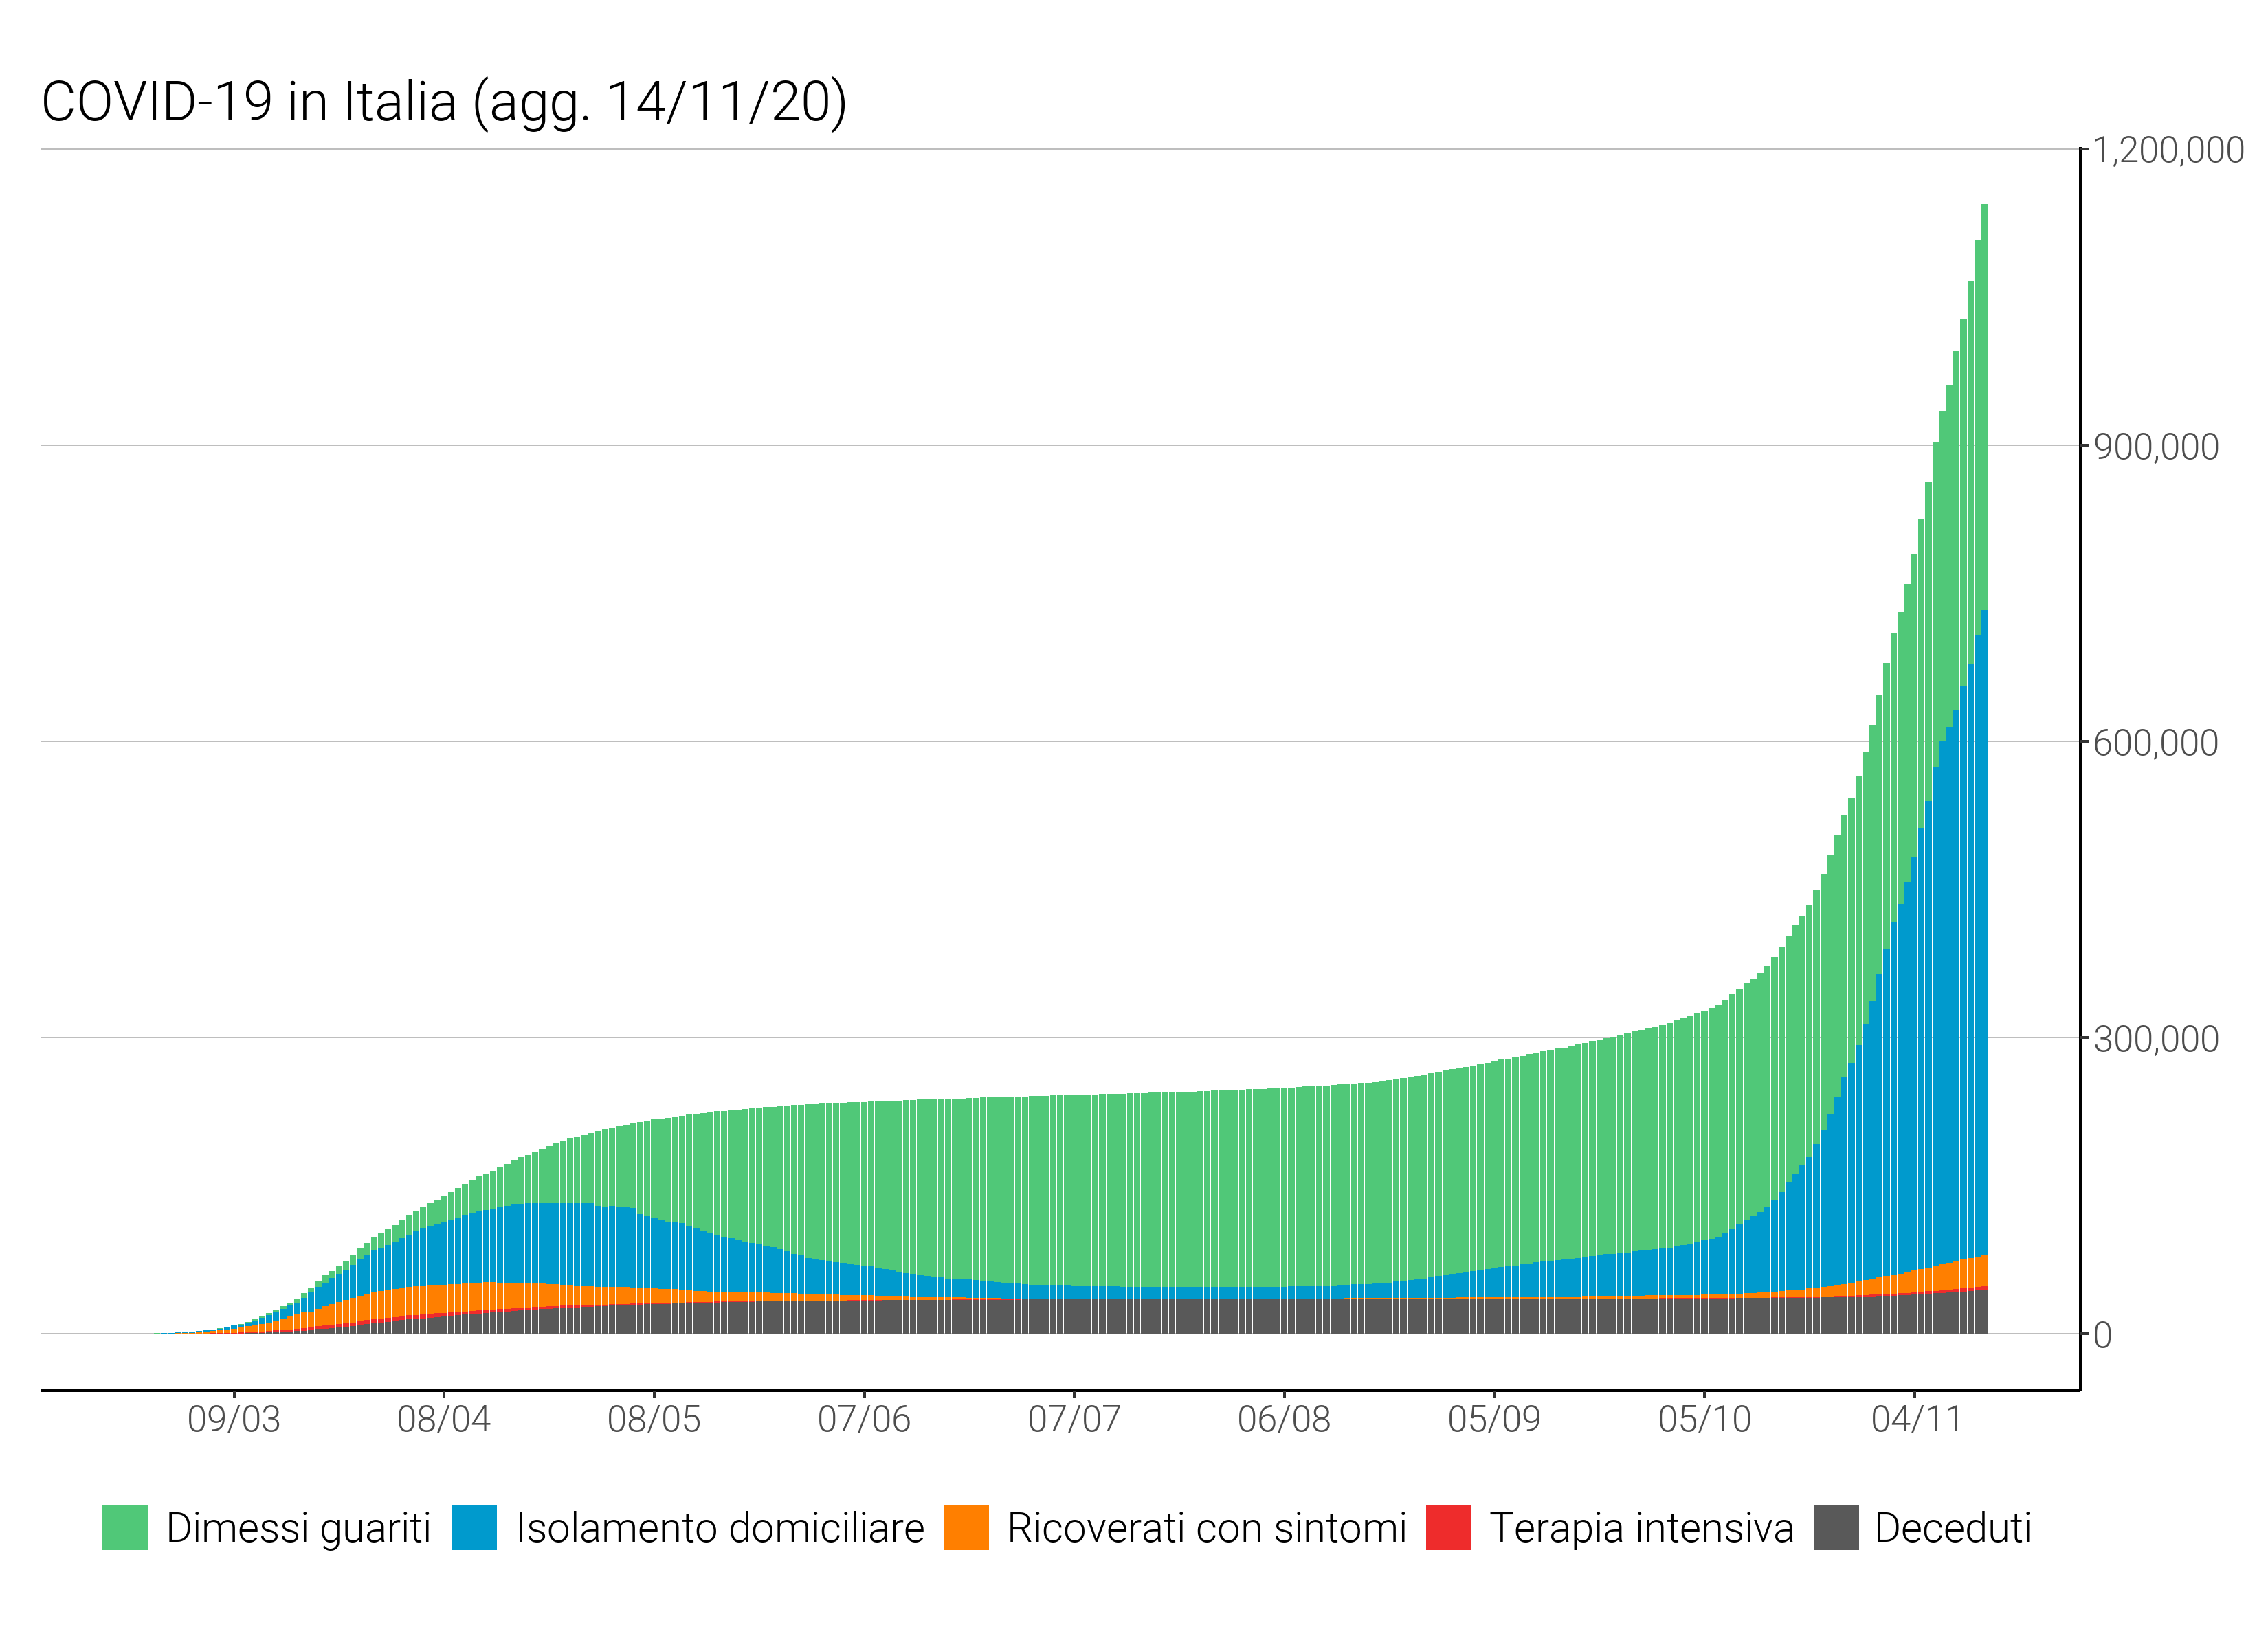 COVID-19 in Italia (agg. 14/11/20)
1,200,000
900,000
600,000
300,000
0
09/03 08/04 08/05 07/06 07/07 06/08 05/09 05/10 04/11
Dimessi guariti Isolamento domiciliare Ricoverati con sintomi Terapia intensiva Deceduti